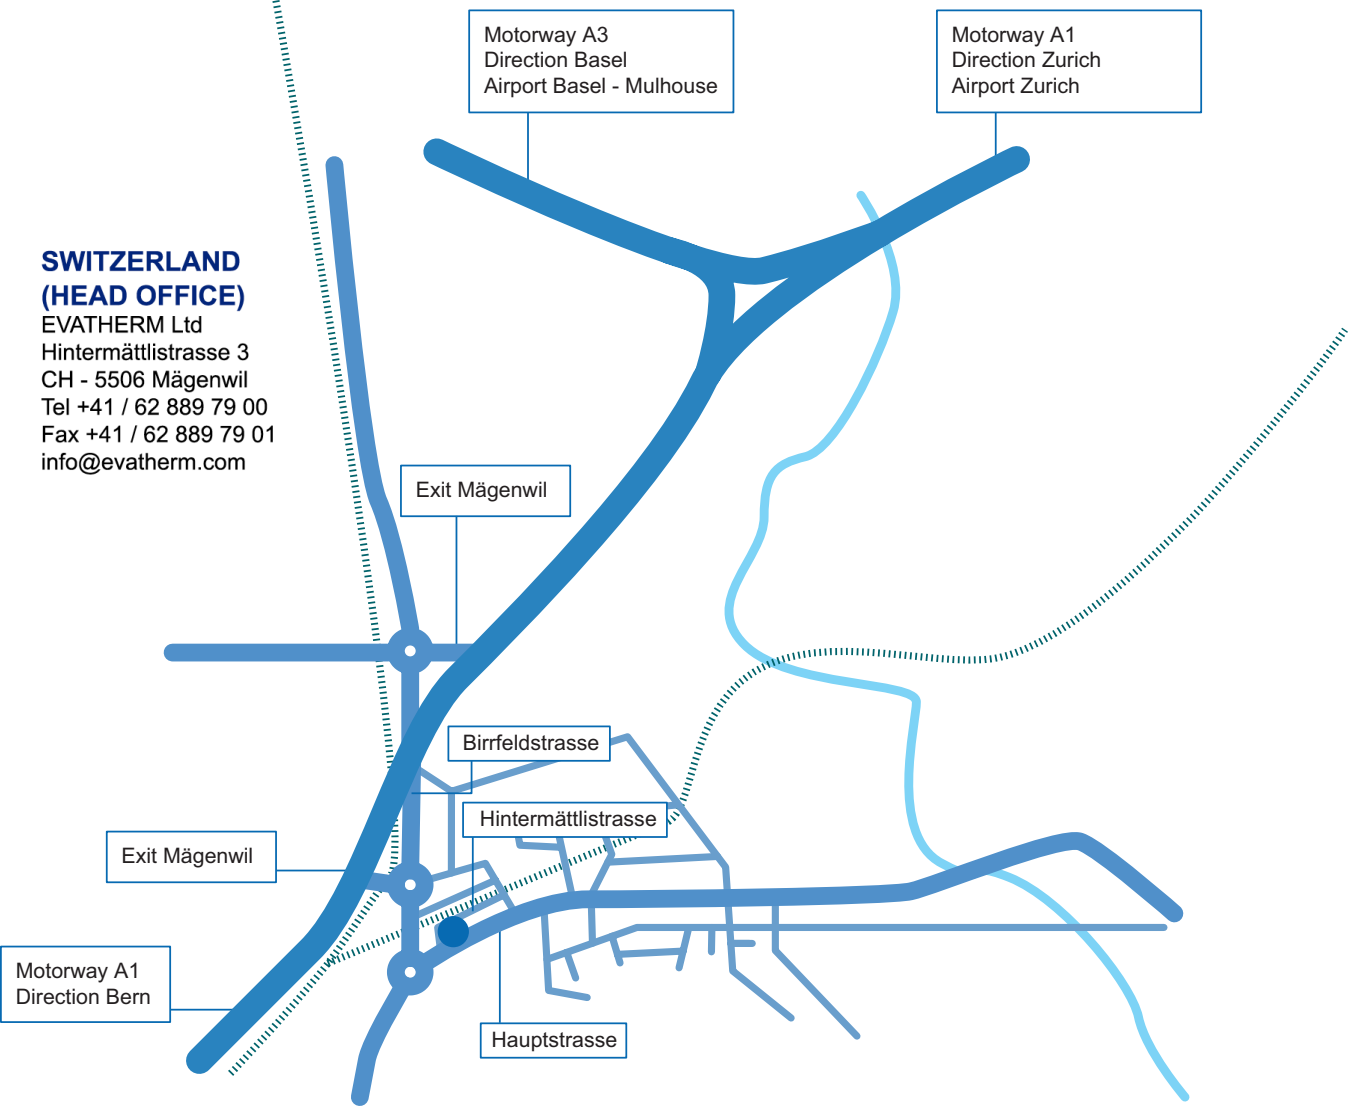 Motorway A3
Direction Basel
Airport Basel - Mulhouse
Motorway A1
Direction Zurich
Airport Zurich
SWITZERLAND
(HEAD OFFICE)
EVATHERM Ltd
Hintermättlistrasse 3
CH - 5506 Mägenwil
Tel +41 / 62 889 79 00
Fax +41 / 62 889 79 01
info@evatherm.com
Exit Mägenwil
Birrfeldstrasse
Hintermättlistrasse
Exit Mägenwil
Motorway A1
Direction Bern
Hauptstrasse